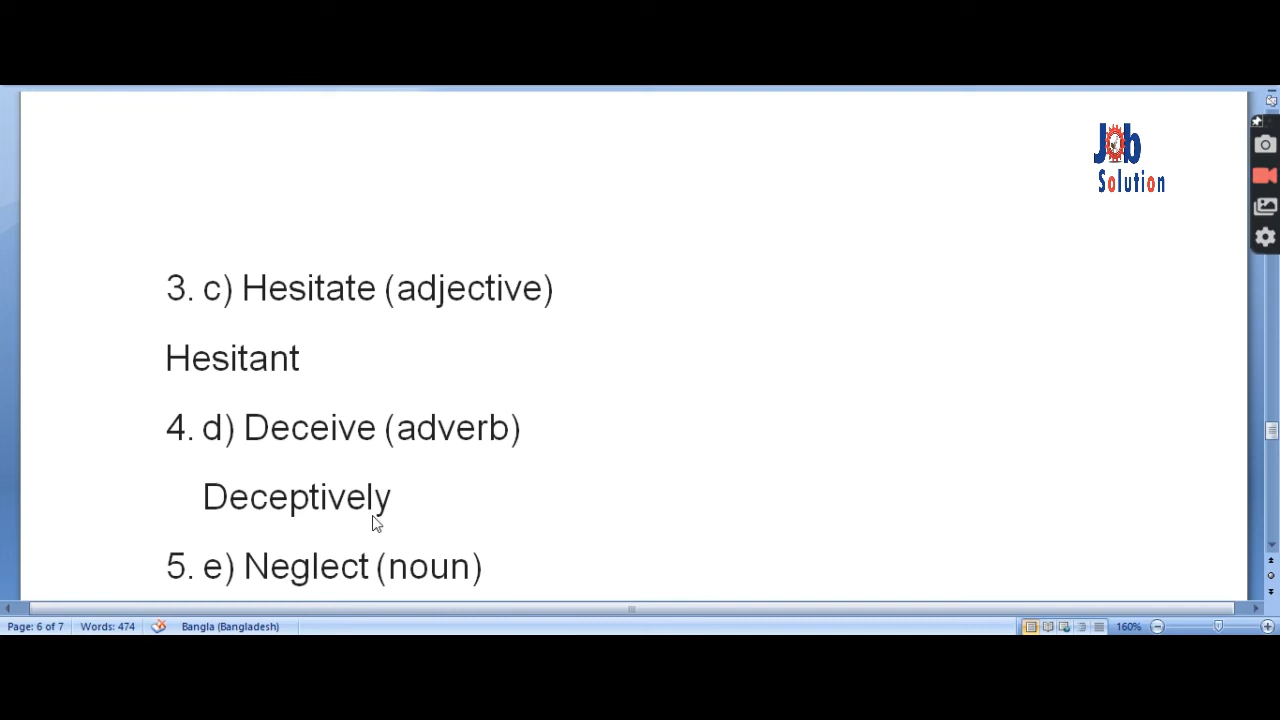 Job
Solution
3. c) Hesitate (adjective)
Hesitant
4. d) Deceive (adverb)
Deceptively
5. e) Neglect (noun)
Page: 6 of 7 Words: 474 Bangla (Bangladesh) 160%